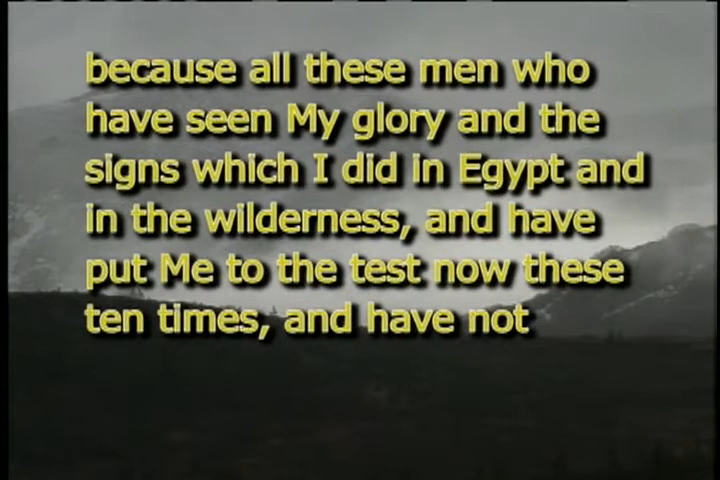 because all these men who
have seen My glory and the
signs which I did in Egypt and
in the wilderness, and have
put Me to the test now these
ten times, and have not